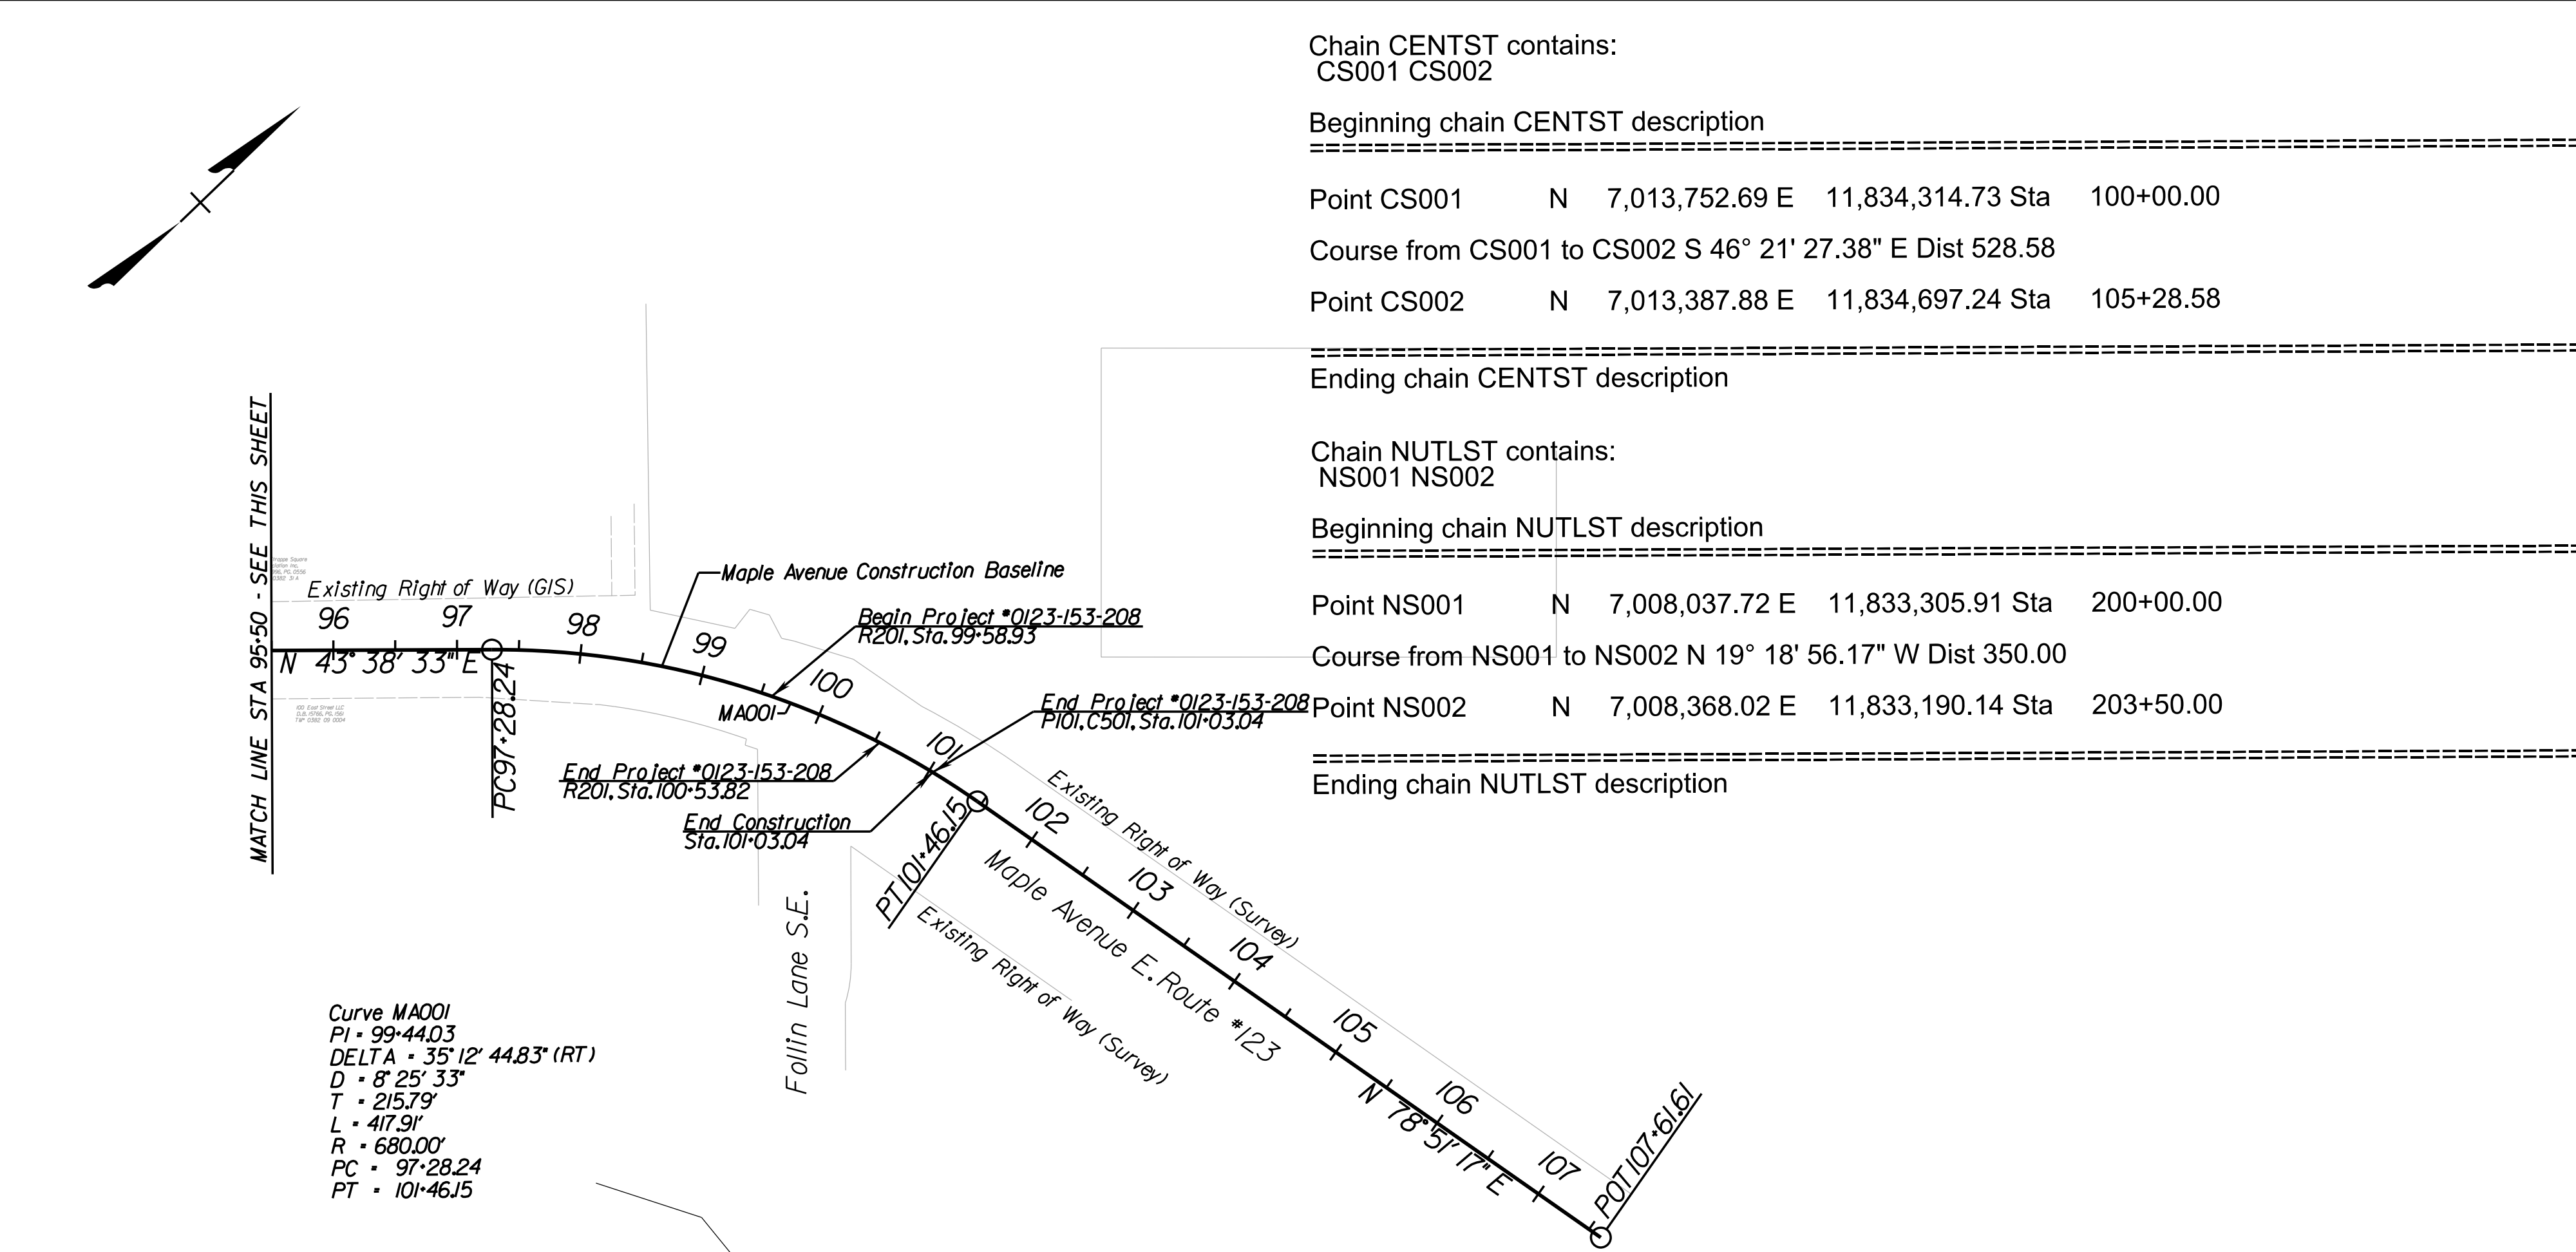 Chain CENTST contains:
CS001 CS002
Beginning chain CENTST description
Point CS001 N 7,013,752.69 E 11,834,314.73 Sta 100+00.00
Course from CS001 to CS002 S 46° 21' 27.38" E Dist 528.58
Point CS002 N 7,013,387.88 E 11,834,697.24 Sta 105+28.58
Ending chain CENTST description
Chain NUTLST contains:
NS001 NS002
Beginning chain NUTLST description
Point NS001 N 7,008,037.72 E 11,833,305.91 Sta 200+00.00
Course from NS001 to NS002 N 19° 18' 56.17" W Dist 350.00
Point NS002 N 7,008,368.02 E 11,833,190.14 Sta 203+50.00
Ending chain NUTLST description
MATCH LINE STA 95+50 - SEE THIS SHEET
Existing Right of Way (GIS)
96
97
98
99
100
101
102
103
104
105
106
107
N 43° 38' 33" E
PC 97+28.24
Maple Avenue Construction Baseline
Begin Project #0123-153-208
R201, Sta. 99+58.93
MA001
End Project #0123-153-208
P101, C501, Sta. 101+03.04
End Project #0123-153-208
R201, Sta. 100+53.82
End Construction
Sta. 101+03.04
PT 101+46.15
Existing Right of Way (Survey)
Maple Avenue E. Route #123
Existing Right of Way (Survey)
Follin Lane S.E.
N 78° 51' 17" E
POT 107+61.61
Curve MA001
PI = 99+44.03
DELTA = 35° 12' 44.83" (RT)
D = 8° 25' 33"
T = 215.79'
L = 417.91'
R = 680.00'
PC = 97+28.24
PT = 101+46.15